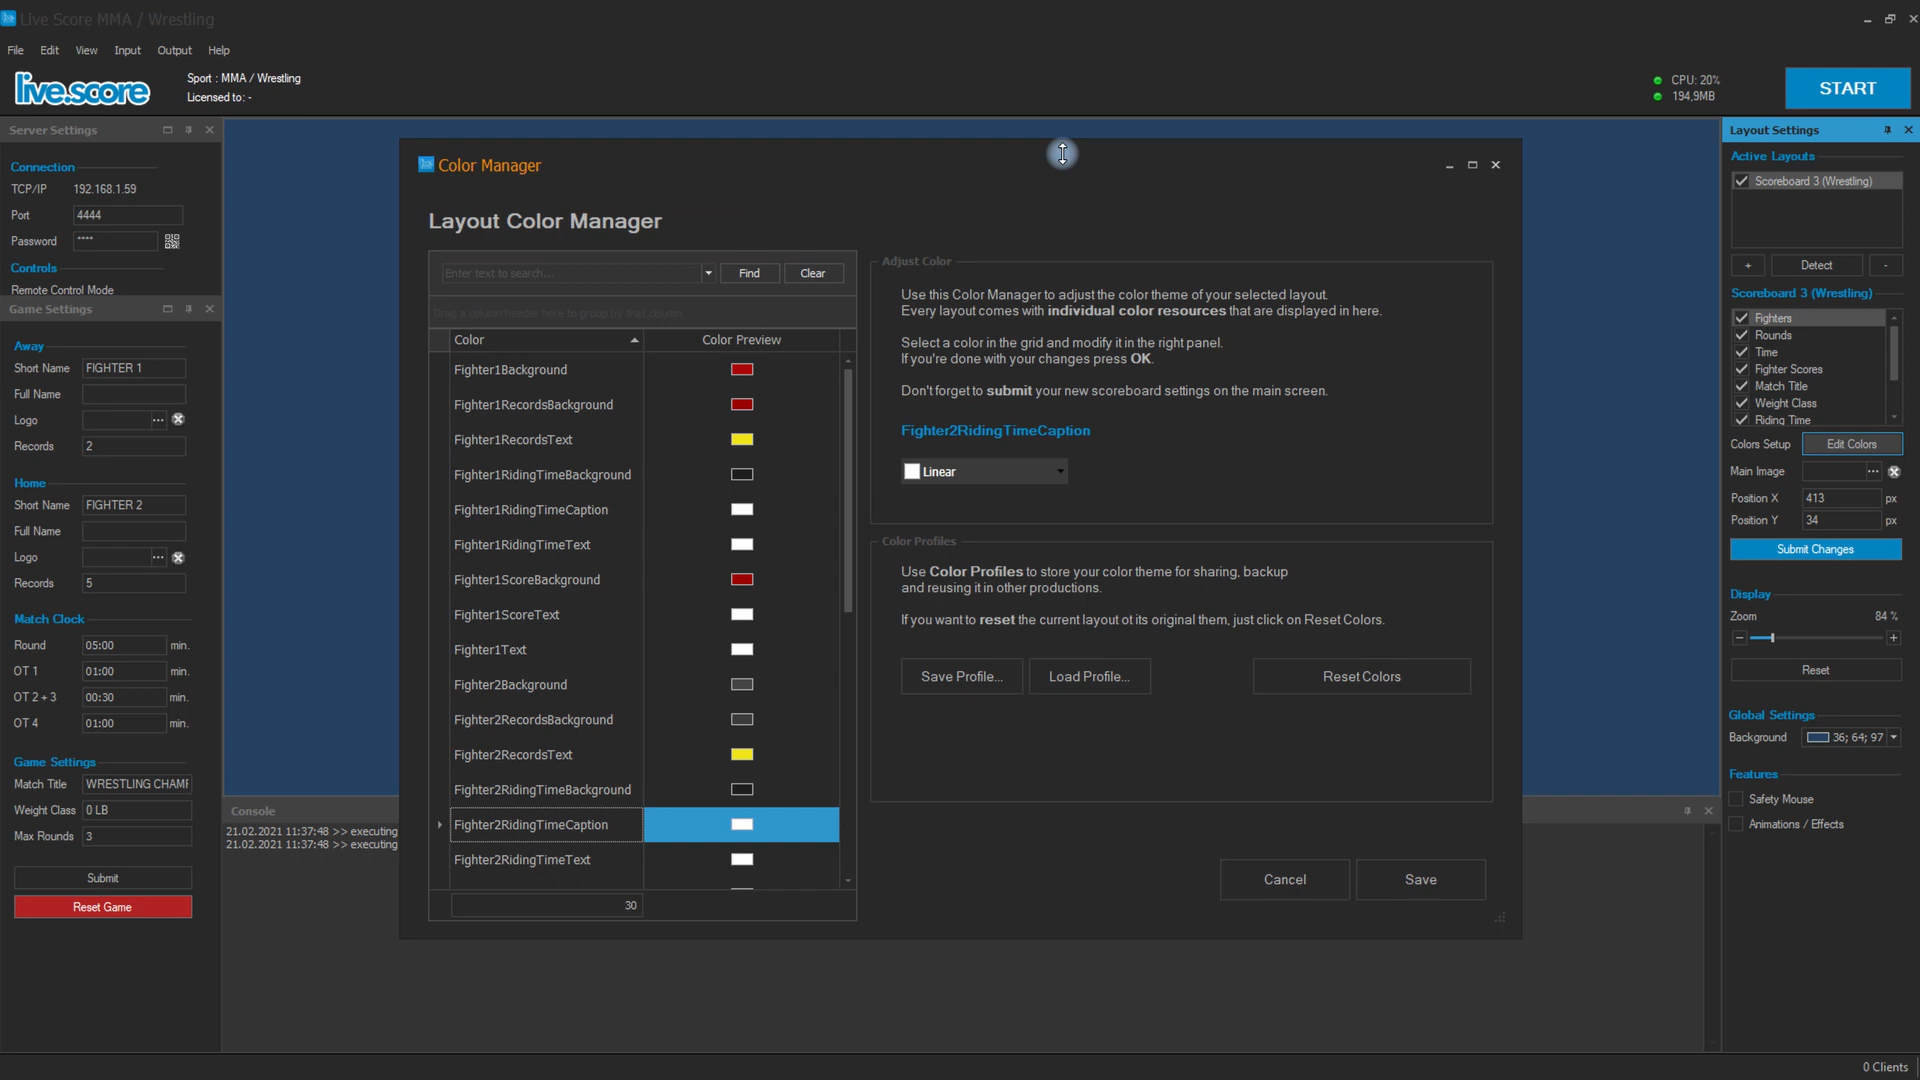 Live Score MMA / Wrestling
File Edit View Input Output Help
live.score
Sport : MMA / Wrestling
Licensed to: -
CPU: 20%
194,9MB
START
Server Settings
Connection
TCP/IP 192.168.1.59
Port 4444
Password ****
Controls
Remote Control Mode
Game Settings
Away
Short Name FIGHTER 1
Full Name
Logo ...
Records 2
Home
Short Name FIGHTER 2
Full Name
Logo ...
Records 5
Match Clock
Round 05:00 min.
OT 1 01:00 min.
OT 2 + 3 00:30 min.
OT 4 01:00 min.
Game Settings
Match Title WRESTLING CHAMF
Weight Class 0 LB
Max Rounds 3
Submit
Reset Game
Color Manager
Layout Color Manager
Enter text to search...
Find
Clear
Drag a column header here to group by that column
Color Color Preview
Fighter1Background
Fighter1RecordsBackground
Fighter1RecordsText
Fighter1RidingTimeBackground
Fighter1RidingTimeCaption
Fighter1RidingTimeText
Fighter1ScoreBackground
Fighter1ScoreText
Fighter1Text
Fighter2Background
Fighter2RecordsBackground
Fighter2RecordsText
Fighter2RidingTimeBackground
Fighter2RidingTimeCaption
Fighter2RidingTimeText
30
Adjust Color
Use this Color Manager to adjust the color theme of your selected layout.
Every layout comes with individual color resources that are displayed in here.
Select a color in the grid and modify it in the right panel.
If you're done with your changes press OK.
Don't forget to submit your new scoreboard settings on the main screen.
Fighter2RidingTimeCaption
Linear
Color Profiles
Use Color Profiles to store your color theme for sharing, backup
and reusing it in other productions.
If you want to reset the current layout ot its original them, just click on Reset Colors.
Save Profile...
Load Profile...
Reset Colors
Cancel
Save
Console
21.02.2021 11:37:48 >> executing
21.02.2021 11:37:48 >> executing
Layout Settings
Active Layouts
Scoreboard 3 (Wrestling)
+ Detect -
Scoreboard 3 (Wrestling)
Fighters
Rounds
Time
Fighter Scores
Match Title
Weight Class
Riding Time
Colors Setup Edit Colors
Main Image ...
Position X 413 px
Position Y 34 px
Submit Changes
Display
Zoom 84 %
Reset
Global Settings
Background 36; 64; 97
Features
Safety Mouse
Animations / Effects
0 Clients